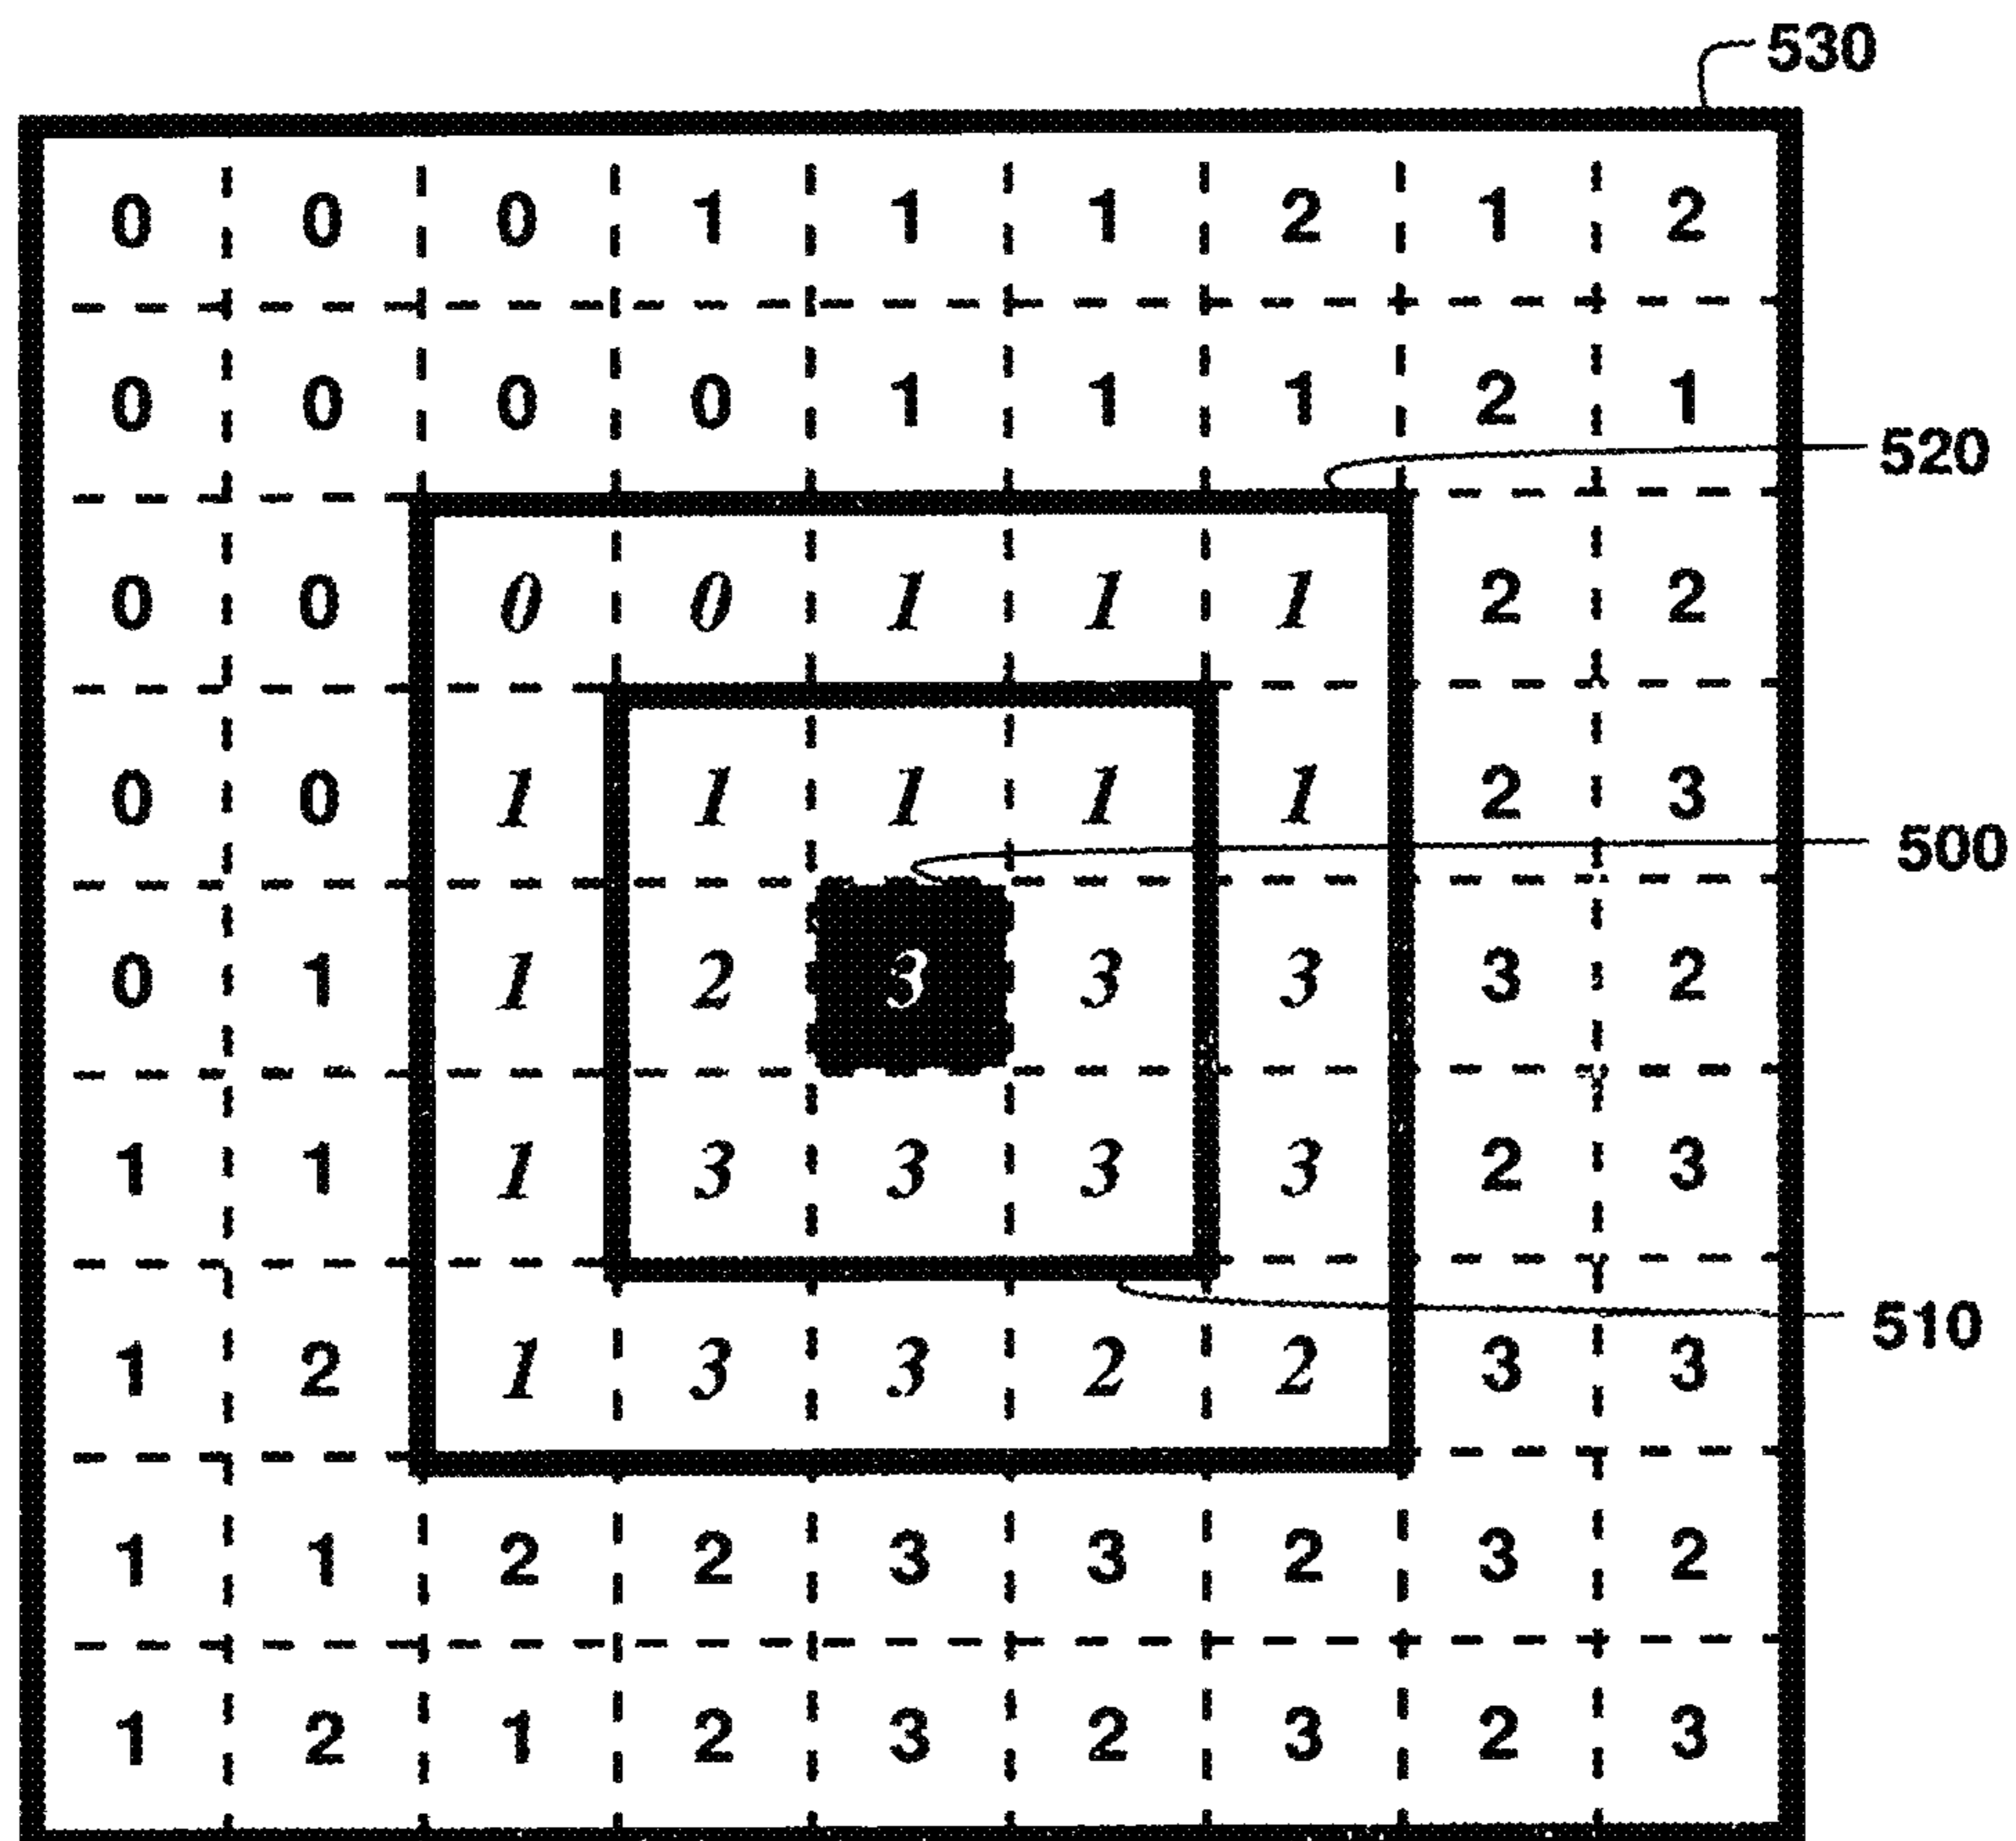 530
0 0 0 1 1 1 2 1 2
0 0 0 0 1 1 1 2 1
520
0 0 0 0 1 1 1 2 2
0 0 1 1 1 1 1 2 3
500
0 1 1 2 3 3 3 3 2
1 1 1 3 3 3 3 2 3
510
1 2 1 3 3 2 2 3 3
1 1 2 2 3 3 2 3 2
1 2 1 2 3 2 3 2 3